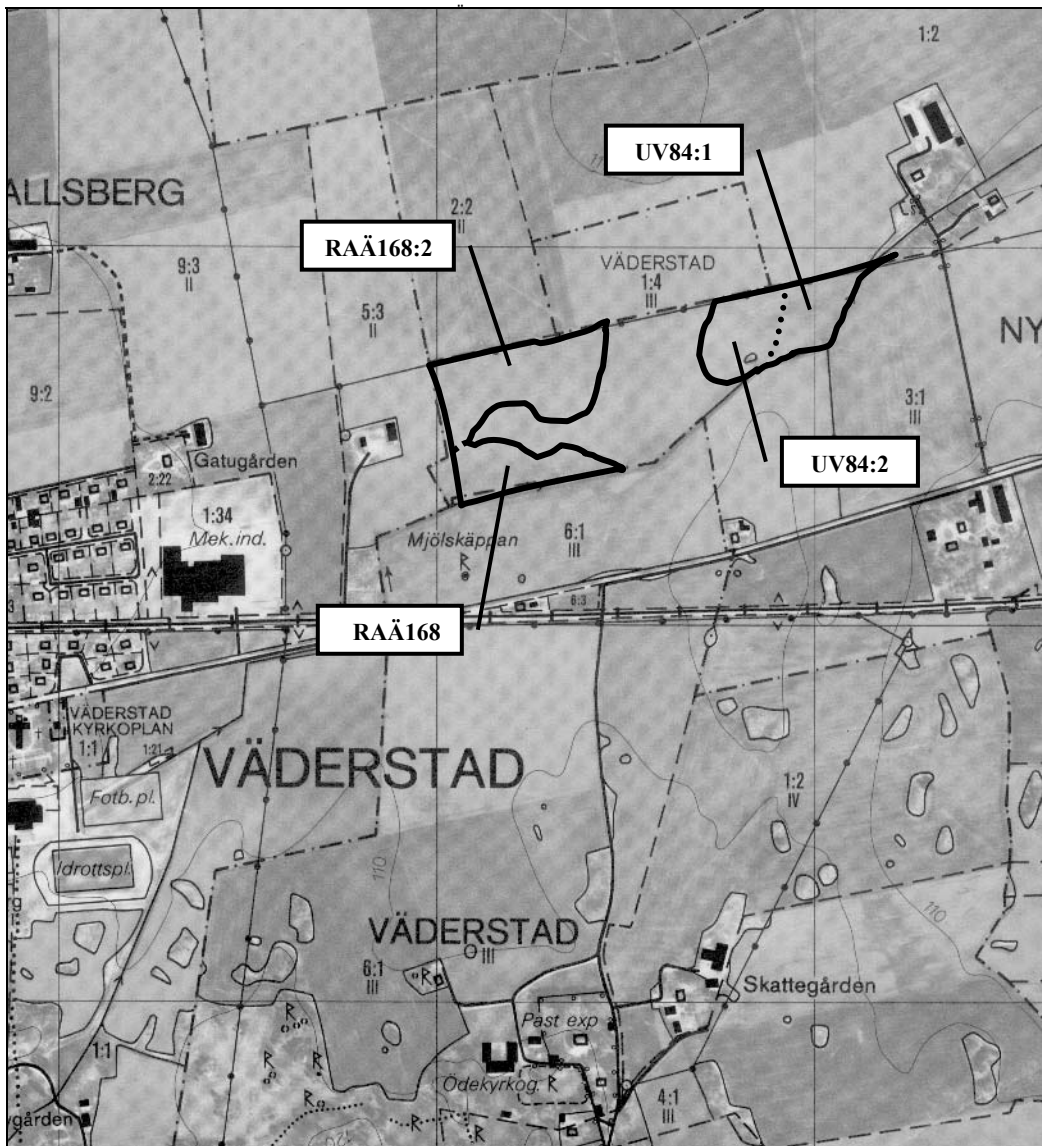 1:2
UV84:1
ALLSBERG
2:2
II
RAÄ168:2
VÄDERSTAD
1:4
III
9:3
II
5:3
II
NY
9:2
3:1
III
UV84:2
Gatugården
2:22
1:34
Mek.ind.
Mjölskäppan
R
6:1
III
6:3
RAÄ168
VÄDERSTAD
KYRKOPLAN
1:1
1:21
VÄDERSTAD
Fotb.pl.
1:2
IV
Idrottspl.
110
110
VÄDERSTAD
III
6:1
III
R
Skattegården
R
Past exp
1:1
R
R
R
Ödekyrkog.
R
R
4:1
III